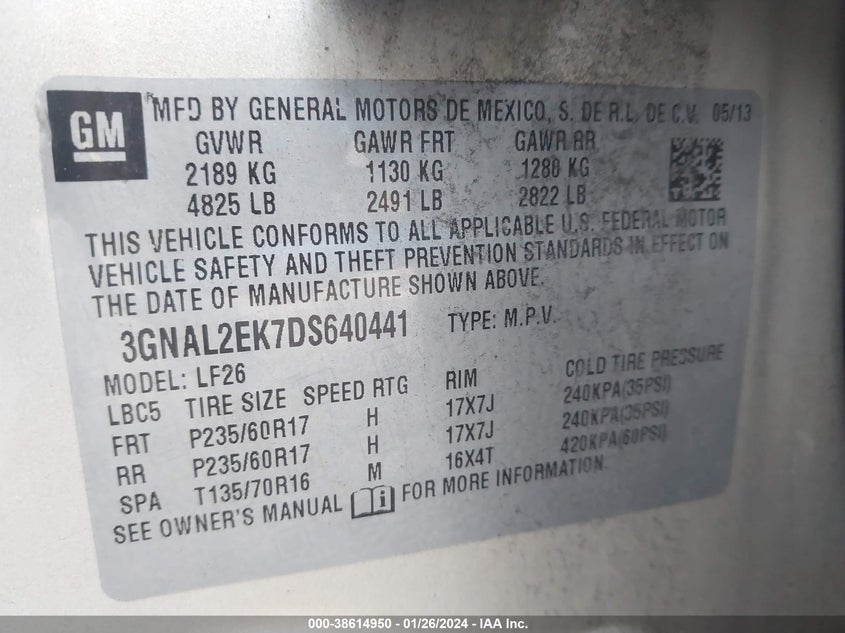 GM
MFD BY GENERAL MOTORS DE MEXICO, S. DE R.L. DE C.V. 05/13
GVWR GAWR FRT GAWR RR
2189 KG 1130 KG 1280 KG
4825 LB 2491 LB 2822 LB
THIS VEHICLE CONFORMS TO ALL APPLICABLE U.S. FEDERAL MOTOR
VEHICLE SAFETY AND THEFT PREVENTION STANDARDS IN EFFECT ON
THE DATE OF MANUFACTURE SHOWN ABOVE.
3GNAL2EK7DS640441 TYPE: M.P.V.
MODEL: LF26
LBC5 TIRE SIZE SPEED RTG RIM COLD TIRE PRESSURE
FRT P235/60R17 H 17X7J 240KPA(35PSI)
RR P235/60R17 H 17X7J 240KPA(35PSI)
SPA T135/70R16 M 16X4T 420KPA(60PSI)
SEE OWNER'S MANUAL FOR MORE INFORMATION.
000-38614950 / 01/26/2024 - IAA Inc.